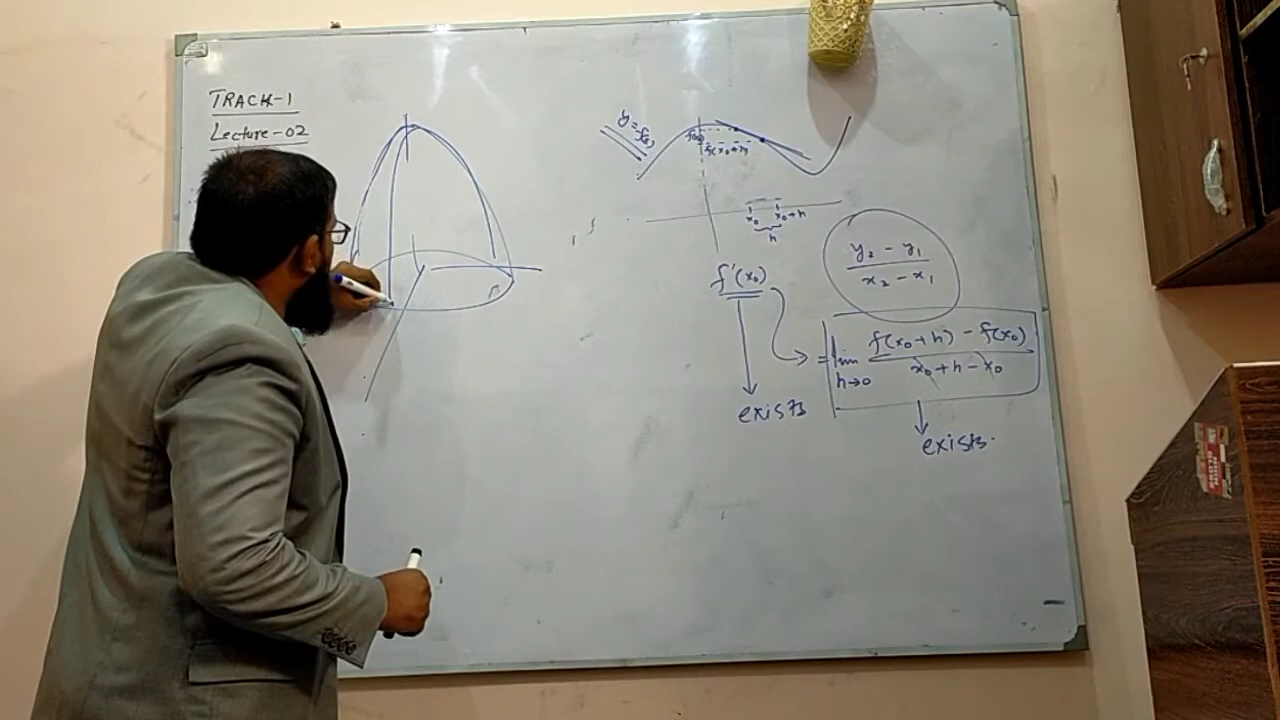 TRACK-1
Lecture-02
y = f(x)
f(x₀)
f(x₀+h)
x₀ x₀+h
h
f'(x₀)
y₂ - y₁
x₂ - x₁
= lim h→0 f(x₀+h) - f(x₀)
x₀+h-x₀
exists
exists.